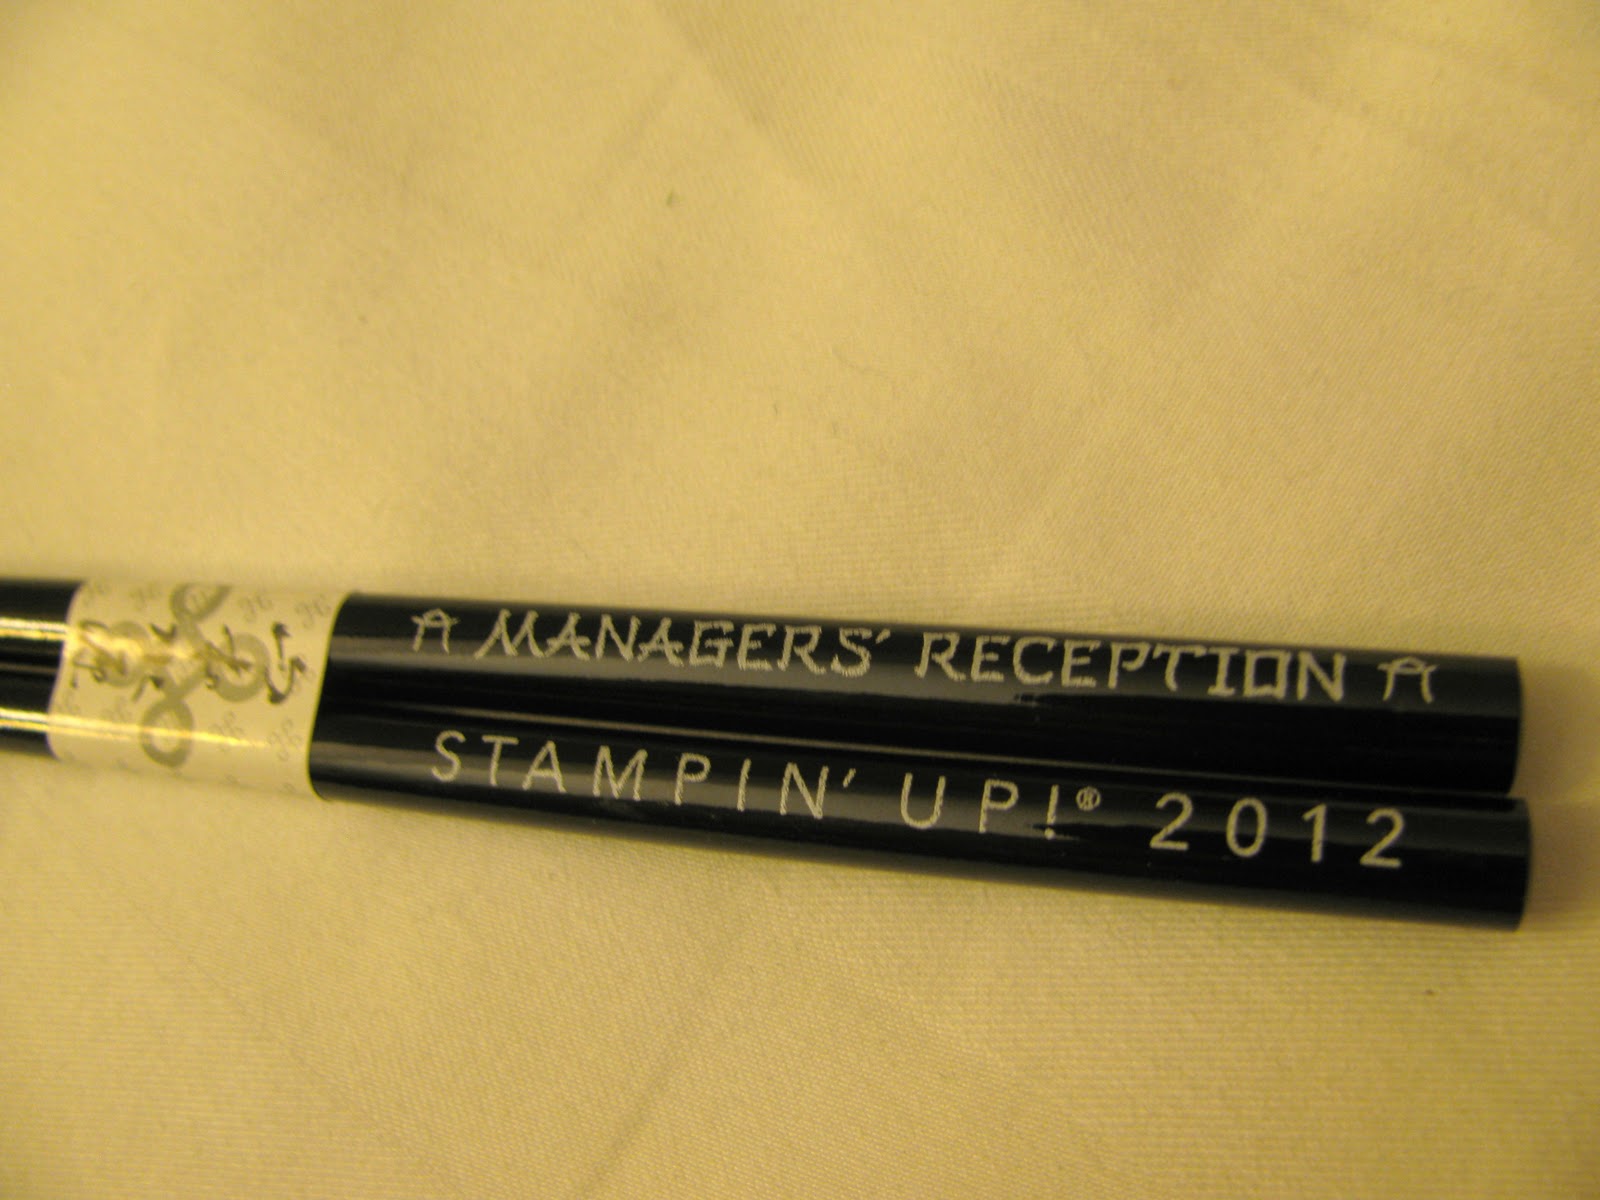 MANAGERS' RECEPTION
STAMPIN' UP!® 2012